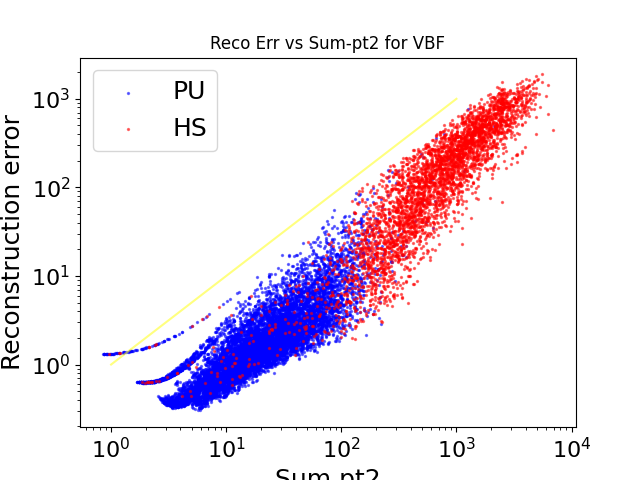 Reco Err vs Sum-pt2 for VBF
PU
HS
Reconstruction error
10³
10²
10¹
10⁰
10⁰ 10¹ 10² 10³ 10⁴
Sum-pt2